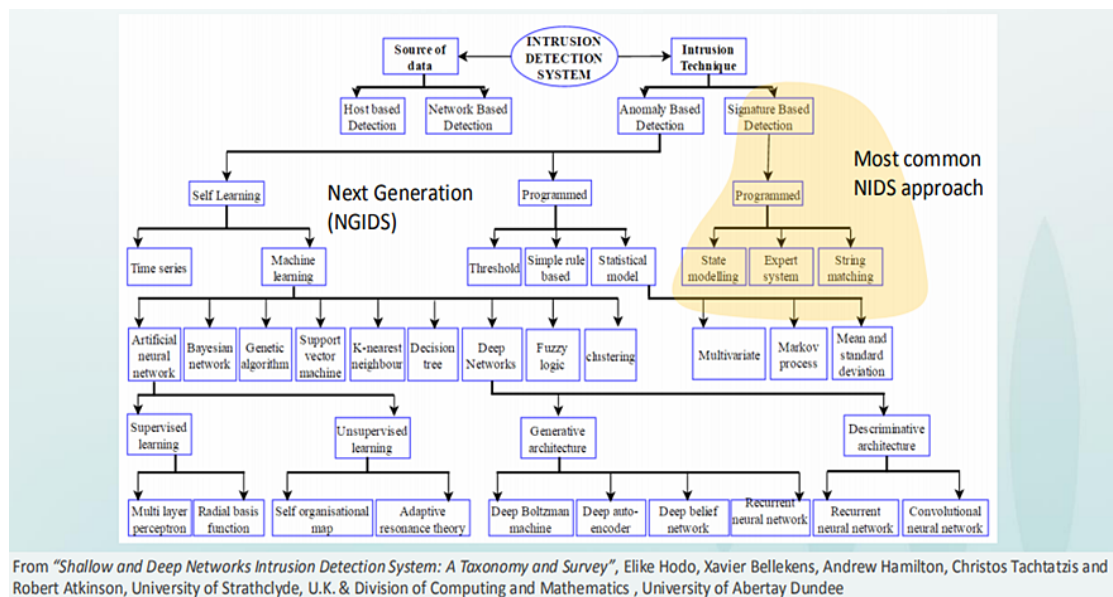 INTRUSION
DETECTION
SYSTEM
Source of
data
Intrusion
Technique
Host based
Detection
Network Based
Detection
Anomaly Based
Detection
Signature Based
Detection
Next Generation
(NGIDS)
Most common
NIDS approach
Self Learning
Programmed
Programmed
Time series
Machine
learning
Threshold
Simple rule
based
Statistical
model
State
modelling
Expert
system
String
matching
Artificial
neural
network
Bayesian
network
Genetic
algorithm
Support
vector
machine
K-nearest
neighbour
Decision
tree
Deep
Networks
Fuzzy
logic
clustering
Multivariate
Markov
process
Mean and
standard
deviation
Supervised
learning
Unsupervised
learning
Generative
architecture
Descriminative
architecture
Multi layer
perceptron
Radial basis
function
Self organisational
map
Adaptive
resonance theory
Deep Boltzman
machine
Deep auto-
encoder
Deep belief
network
Recurrent
neural network
Recurrent
neural network
Convolutional
neural network
From “Shallow and Deep Networks Intrusion Detection System: A Taxonomy and Survey”, Elike Hodo, Xavier Bellekens, Andrew Hamilton, Christos Tachtatzis and
Robert Atkinson, University of Strathclyde, U.K. & Division of Computing and Mathematics , University of Abertay Dundee